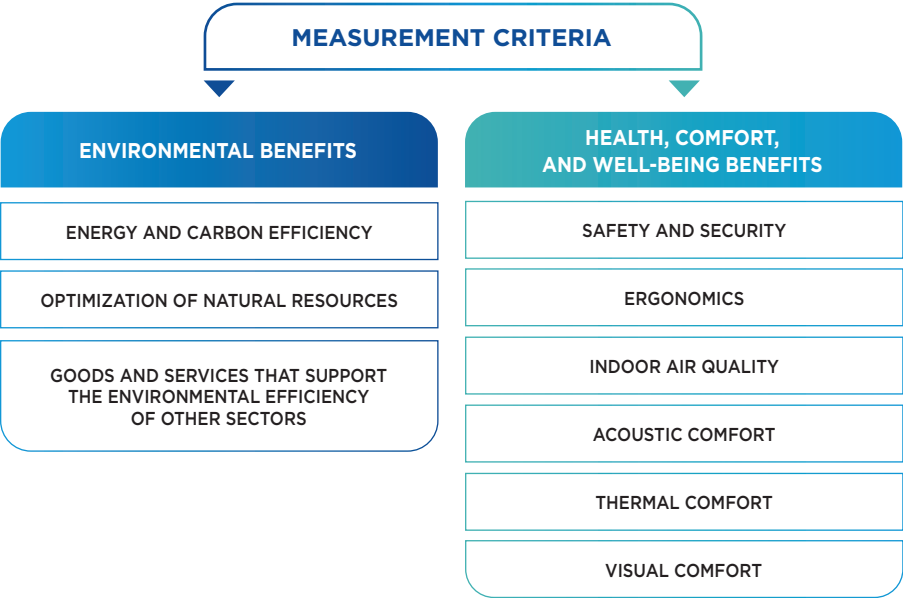 MEASUREMENT CRITERIA
ENVIRONMENTAL BENEFITS
ENERGY AND CARBON EFFICIENCY
OPTIMIZATION OF NATURAL RESOURCES
GOODS AND SERVICES THAT SUPPORT
THE ENVIRONMENTAL EFFICIENCY
OF OTHER SECTORS
HEALTH, COMFORT,
AND WELL-BEING BENEFITS
SAFETY AND SECURITY
ERGONOMICS
INDOOR AIR QUALITY
ACOUSTIC COMFORT
THERMAL COMFORT
VISUAL COMFORT